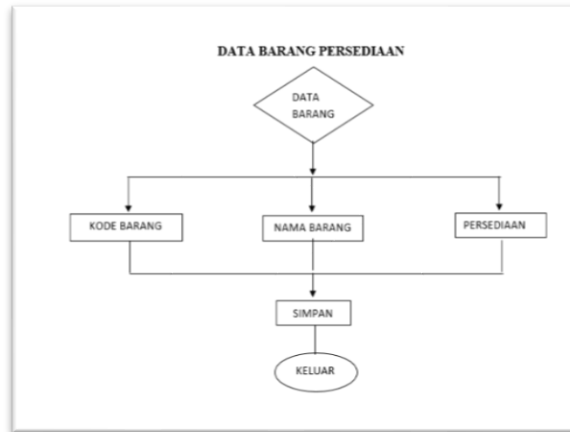 DATA BARANG PERSEDIAAN
DATA
BARANG
KODE BARANG
NAMA BARANG
PERSEDIAAN
SIMPAN
KELUAR